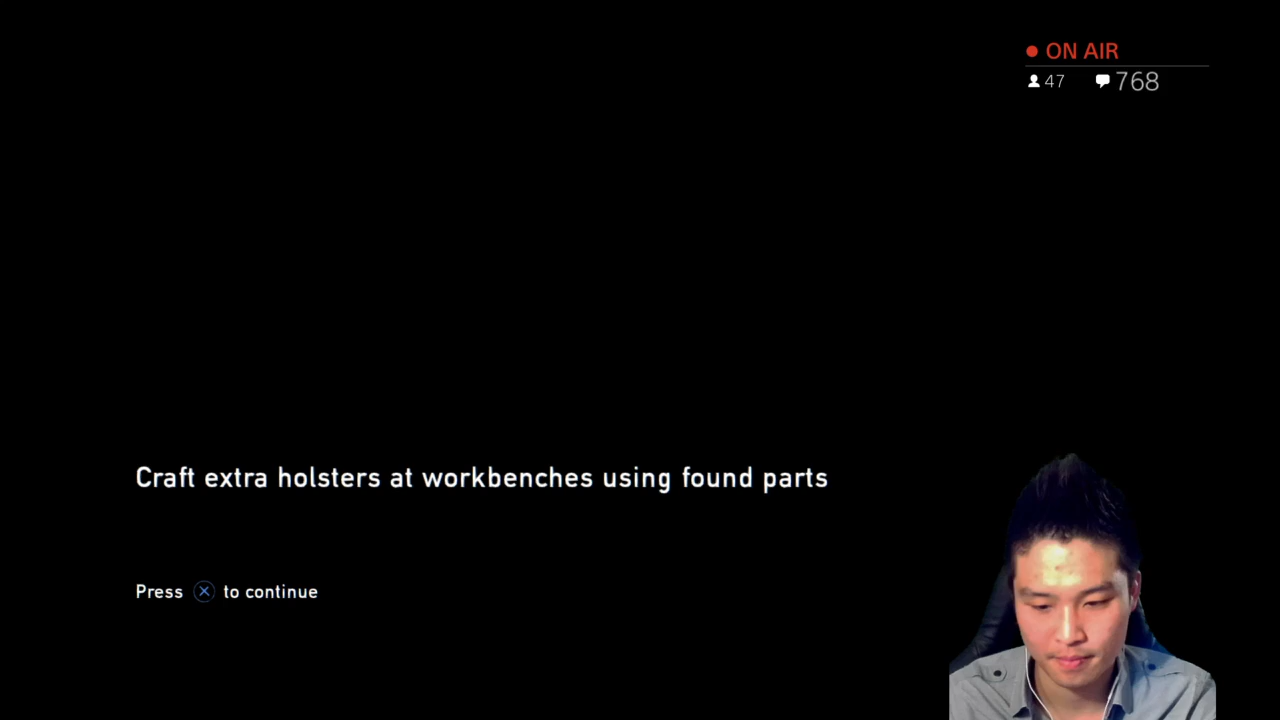 ON AIR
47 768
Craft extra holsters at workbenches using found parts
Press to continue